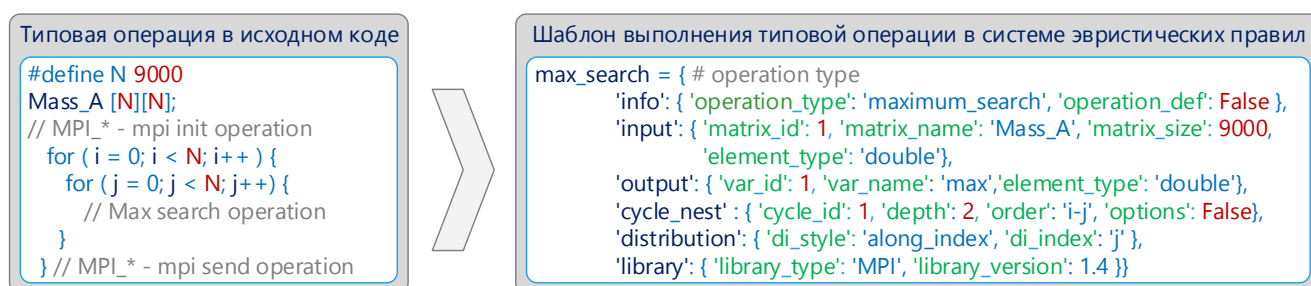 Типовая операция в исходном коде
#define N 9000
Mass_A [N][N];
// MPI_* - mpi init operation
for ( i = 0; i < N; i++ ) {
for ( j = 0; j < N; j++) {
// Max search operation
}
} // MPI_* - mpi send operation
Шаблон выполнения типовой операции в системе эвристических правил
max_search = { # operation type
'info': { 'operation_type': 'maximum_search', 'operation_def': False },
'input': { 'matrix_id': 1, 'matrix_name': 'Mass_A', 'matrix_size': 9000,
'element_type': 'double'},
'output': { 'var_id': 1, 'var_name': 'max','element_type': 'double'},
'cycle_nest' : { 'cycle_id': 1, 'depth': 2, 'order': 'i-j', 'options': False},
'distribution': { 'di_style': 'along_index', 'di_index': 'j' },
'library': { 'library_type': 'MPI', 'library_version': 1.4 }}